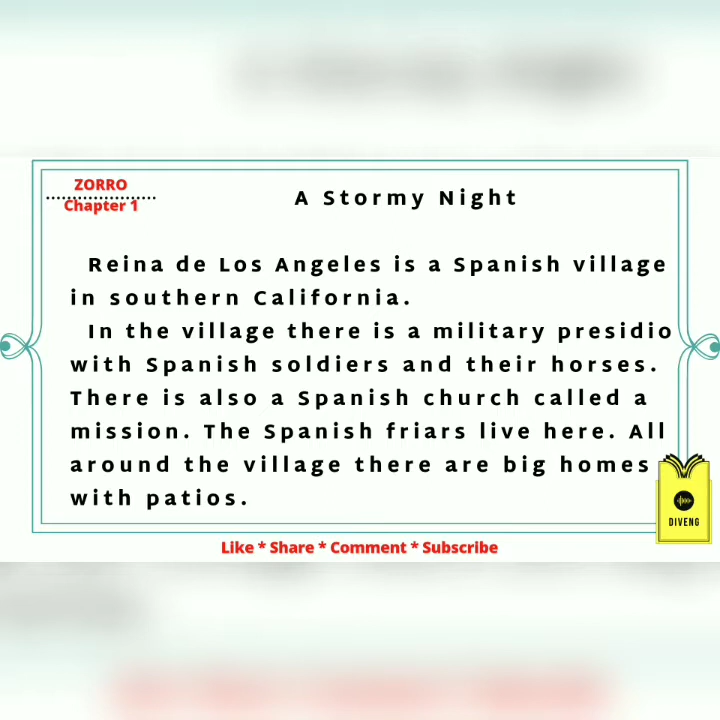 ZORRO
Chapter 1
A Stormy Night
Reina de Los Angeles is a Spanish village
in southern California.
In the village there is a military presidio
with Spanish soldiers and their horses.
There is also a Spanish church called a
mission. The Spanish friars live here. All
around the village there are big homes
with patios.
DIVENG
Like * Share * Comment * Subscribe